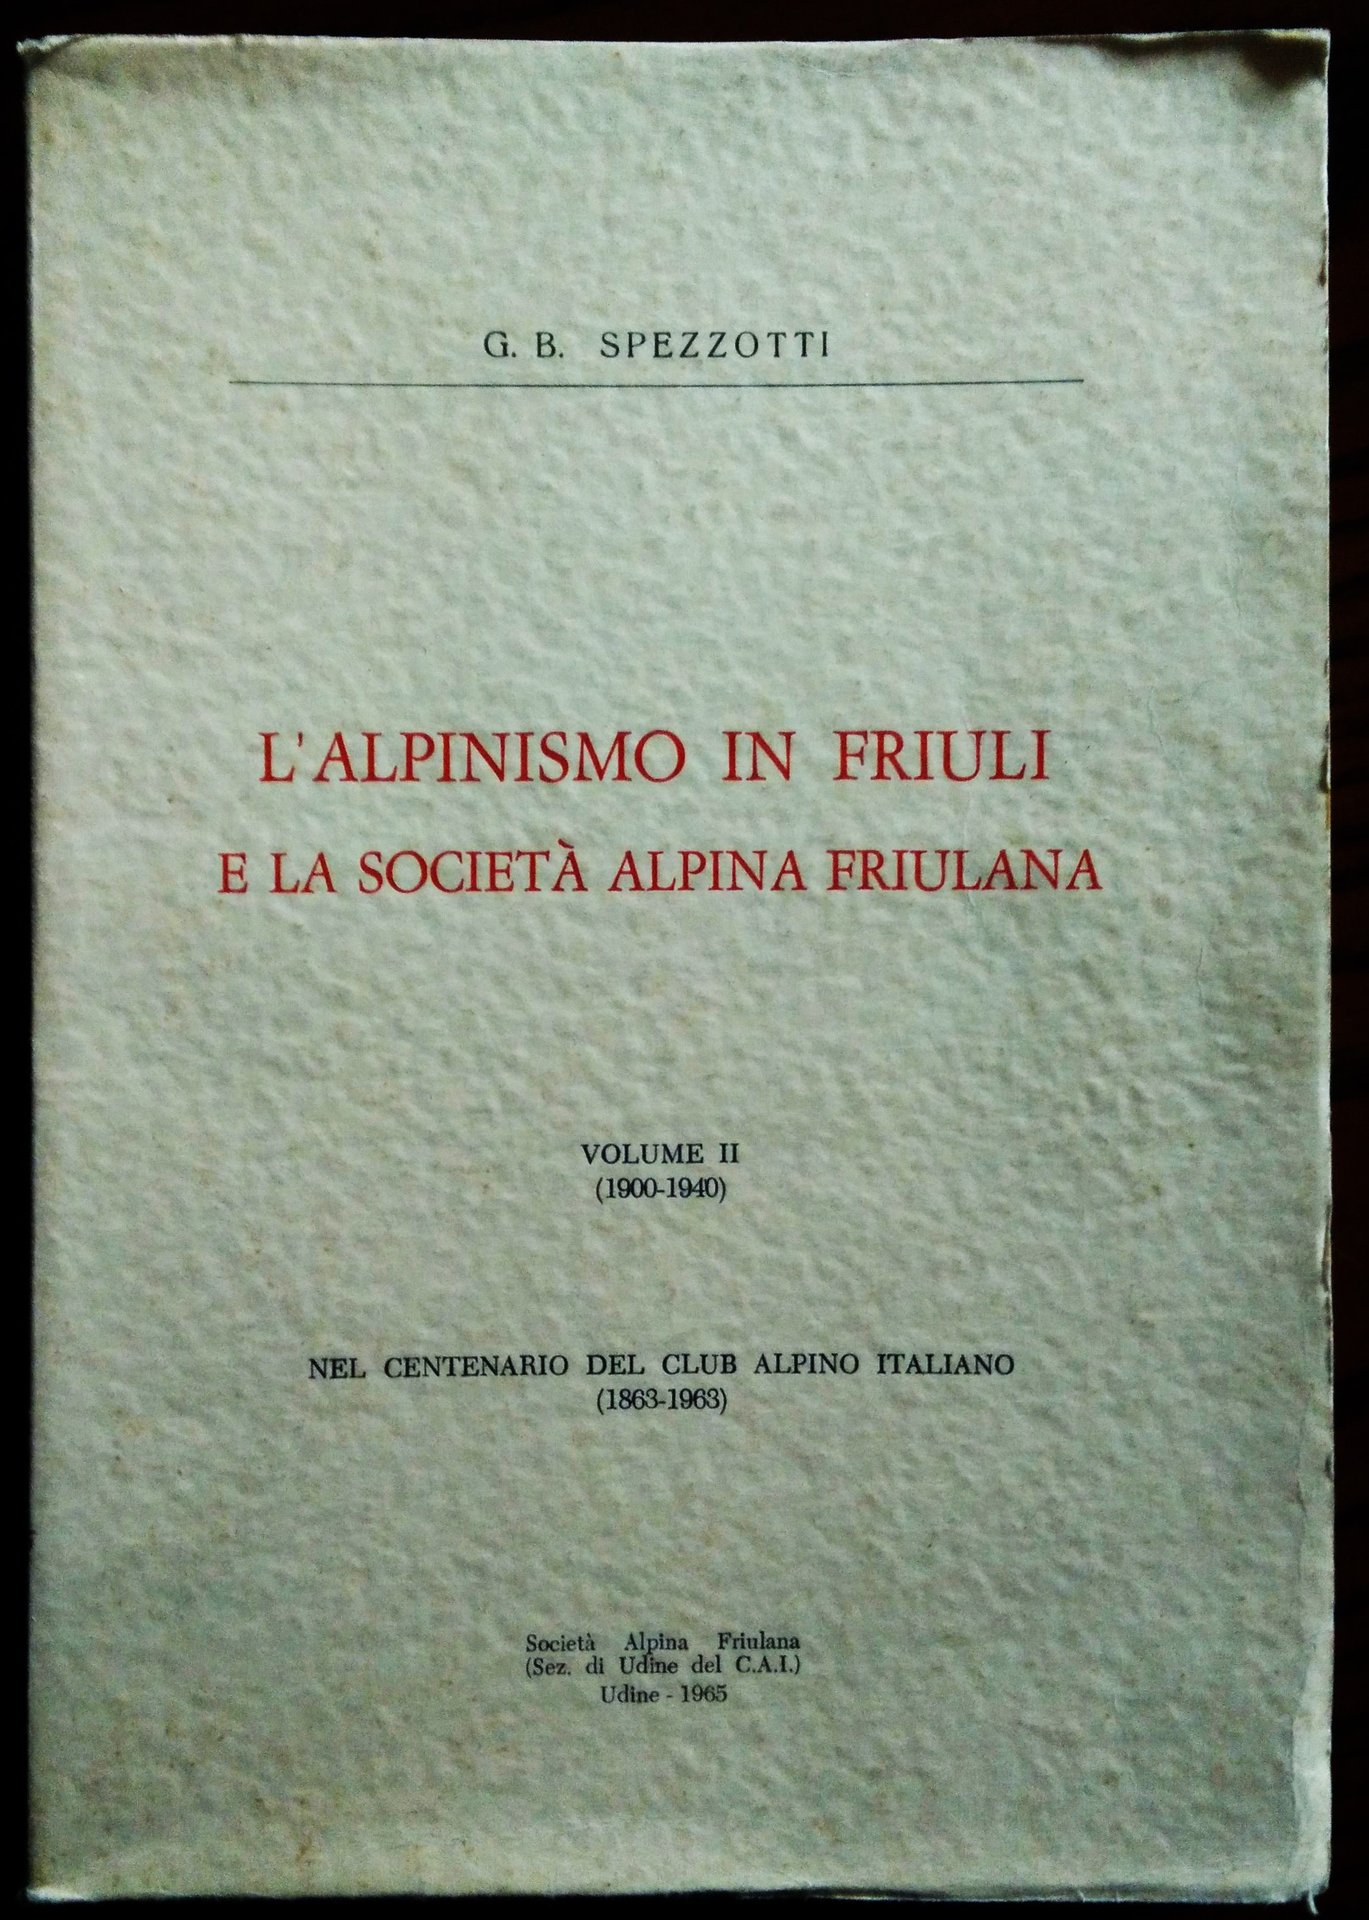 G. B. SPEZZOTTI
L'ALPINISMO IN FRIULI
E LA SOCIETÀ ALPINA FRIULANA
VOLUME II
(1900-1940)
NEL CENTENARIO DEL CLUB ALPINO ITALIANO
(1863-1963)
Società Alpina Friulana
(Sez. di Udine del C.A.I.)
Udine - 1965